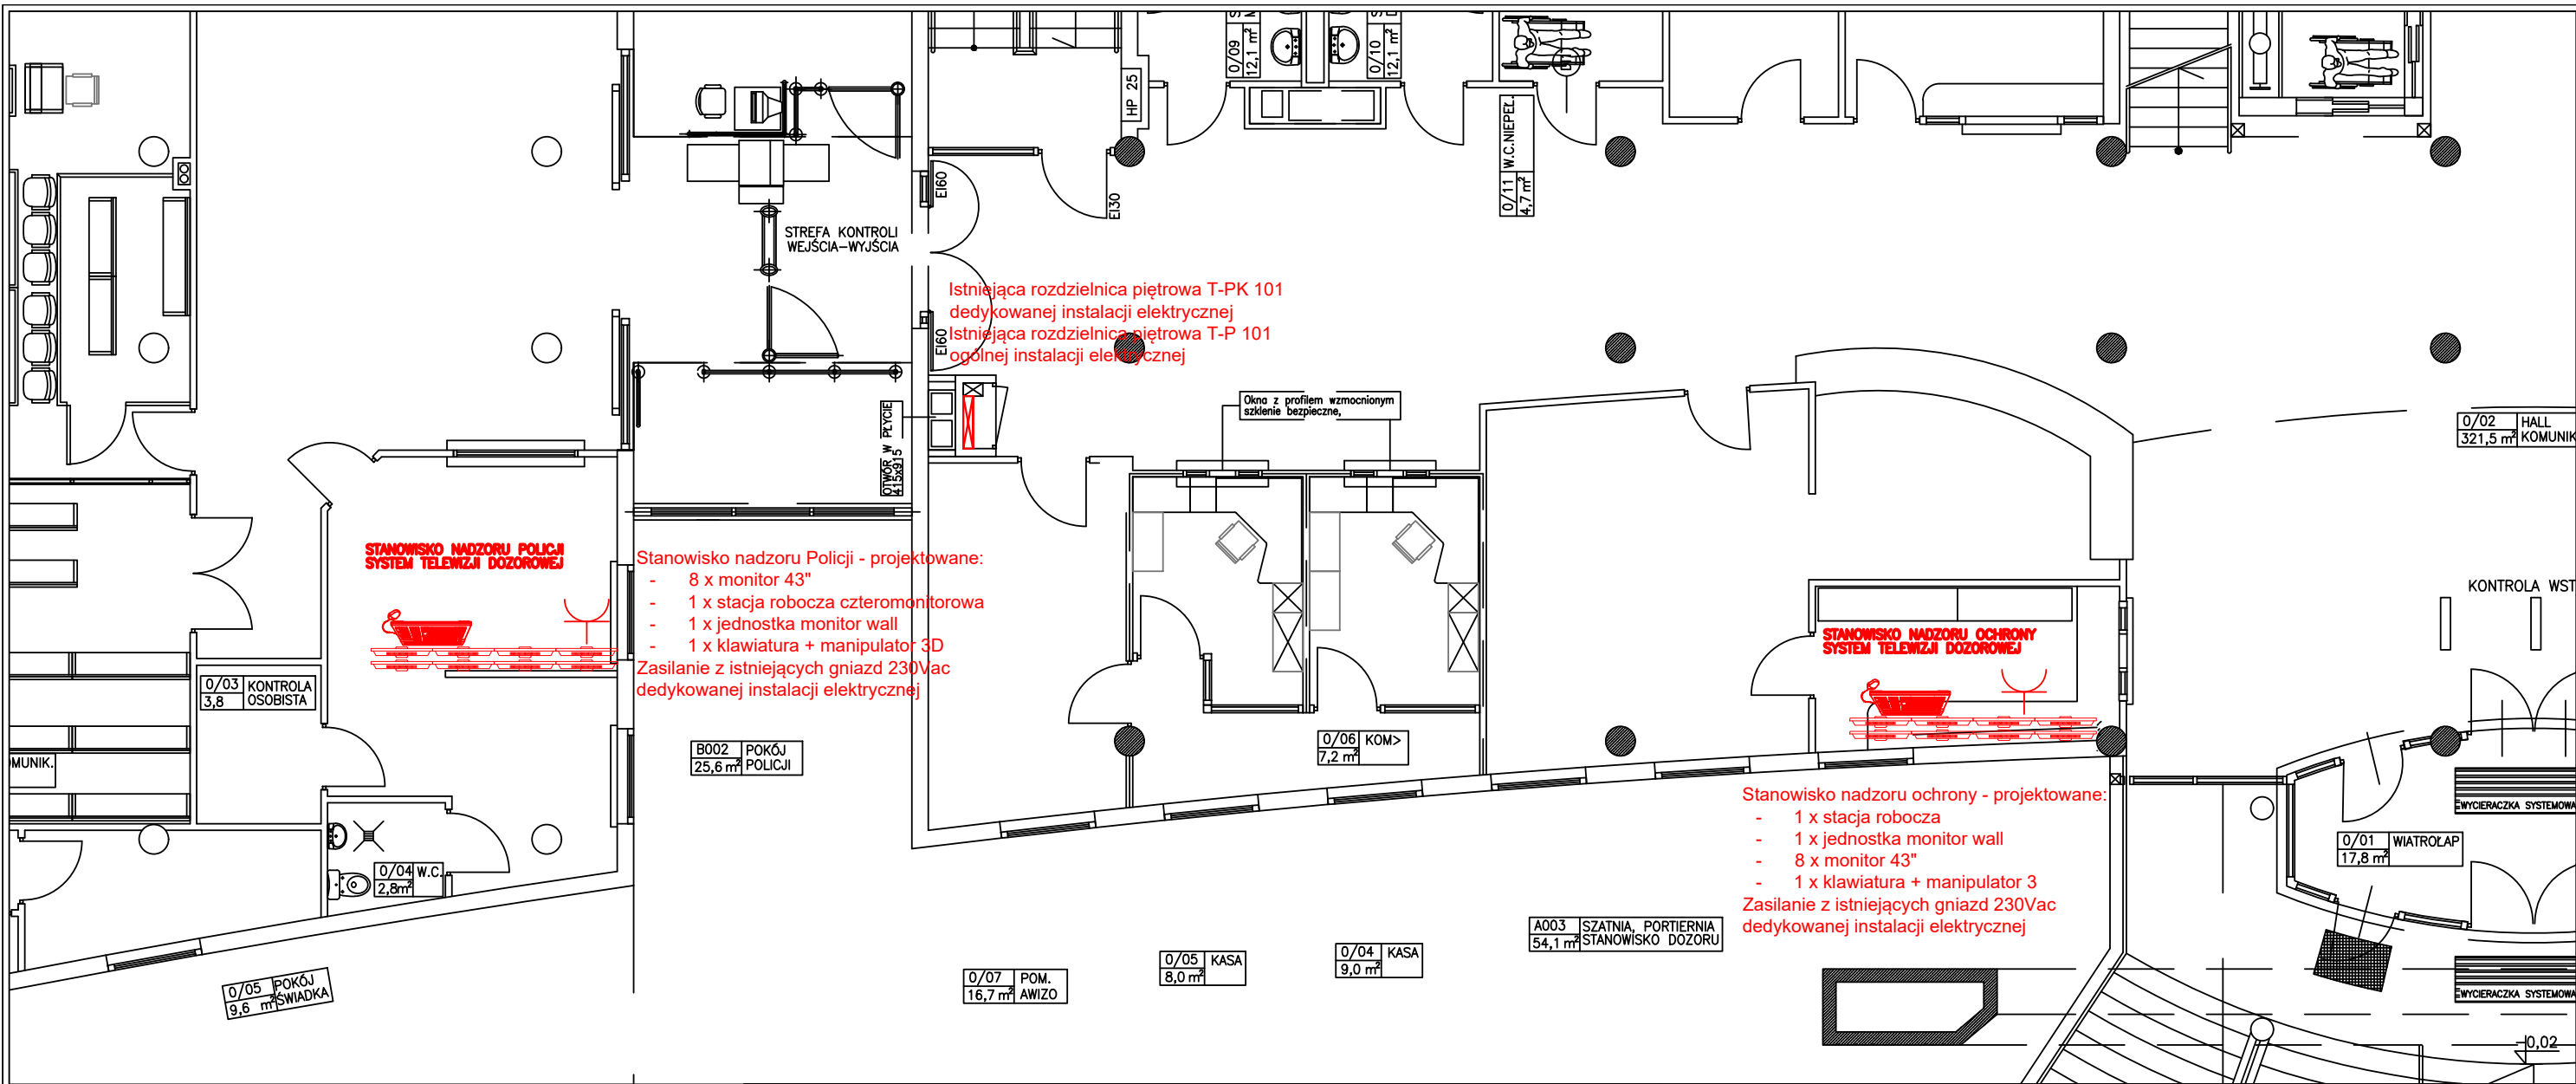 0/09
12,1 m²
0/10
12,1 m²
HP 25
0/11 W.C.NIEPEŁ.
4,7 m²
EI60
EI30
STREFA KONTROLI
WEJŚCIA-WYJŚCIA
EI60
Istniejąca rozdzielnica piętrowa T-PK 101
dedykowanej instalacji elektrycznej
Istniejąca rozdzielnica piętrowa T-P 101
ogólnej instalacji elektrycznej
OTWÓR W PŁYCIE
415x915
Okna z profilem wzmocnionym
szklenie bezpieczne,
0/02 HALL
321,5 m² KOMUNIK
STANOWISKO NADZORU POLICJI
SYSTEM TELEWIZJI DOZOROWEJ
Stanowisko nadzoru Policji - projektowane:
- 8 x monitor 43"
- 1 x stacja robocza czteromonitorowa
- 1 x jednostka monitor wall
- 1 x klawiatura + manipulator 3D
Zasilanie z istniejących gniazd 230Vac
dedykowanej instalacji elektrycznej
KONTROLA WST
STANOWISKO NADZORU OCHRONY
SYSTEM TELEWIZJI DOZOROWEJ
0/03 KONTROLA
3,8 OSOBISTA
B002 POKÓJ
25,6 m² POLICJI
0/06 KOM>
7,2 m²
MUNIK.
Stanowisko nadzoru ochrony - projektowane:
- 1 x stacja robocza
- 1 x jednostka monitor wall
- 8 x monitor 43"
- 1 x klawiatura + manipulator 3
Zasilanie z istniejących gniazd 230Vac
dedykowanej instalacji elektrycznej
WYCIERACZKA SYSTEMOWA
0/01 WIATROŁAP
17,8 m²
0/04 W.C.
2,8m²
A003 SZATNIA, PORTIERNIA
54,1 m² STANOWISKO DOZORU
0/04 KASA
9,0 m²
0/05 KASA
8,0 m²
0/07 POM.
16,7 m² AWIZO
0/05 POKÓJ
9,6 m² ŚWIADKA
WYCIERACZKA SYSTEMOWA
-0,02